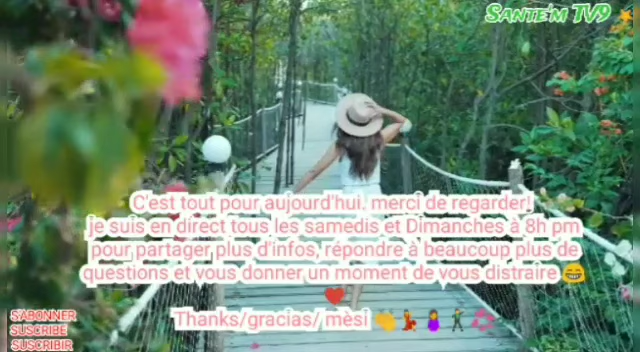 SANTE'M TV9
C'est tout pour aujourd'hui, merci de regarder!
je suis en direct tous les samedis et Dimanches à 8h pm
pour partager plus d'infos, répondre à beaucoup plus de
questions et vous donner un moment de vous distraire 😂
❤️
Thanks/gracias/ mèsi 👏💃🤰🕺💞
S'ABONNER
SUSCRIBE
SUSCRIBIR